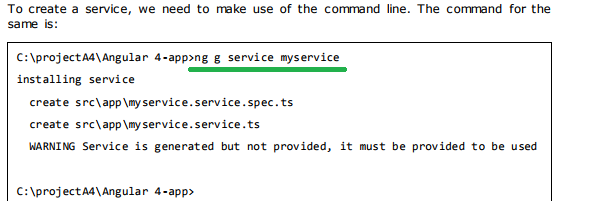 To create a service, we need to make use of the command line. The command for the
same is:
C:\projectA4\Angular 4-app>ng g service myservice
installing service
create src\app\myservice.service.spec.ts
create src\app\myservice.service.ts
WARNING Service is generated but not provided, it must be provided to be used
C:\projectA4\Angular 4-app>